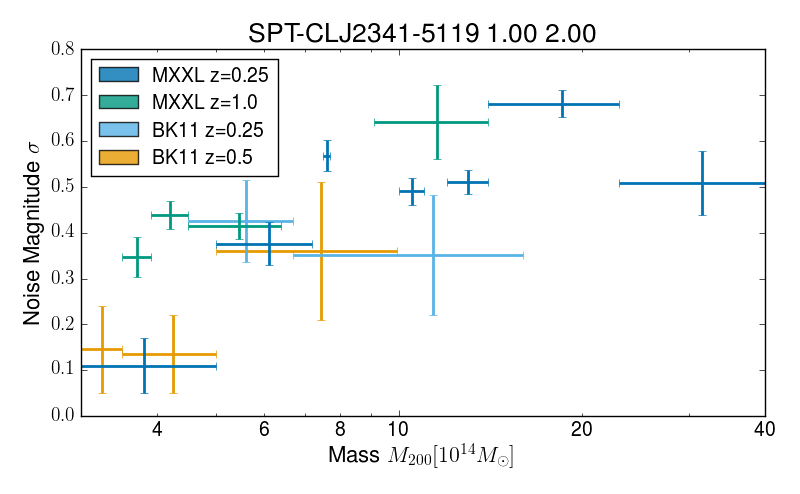 SPT-CLJ2341-5119 1.00 2.00
0.8
0.7
0.6
0.5
0.4
0.3
0.2
0.1
0.0
Noise Magnitude σ
MXXL z=0.25
MXXL z=1.0
BK11 z=0.25
BK11 z=0.5
4 6 8 10 20 40
Mass M₂₀₀[10¹⁴M☉]